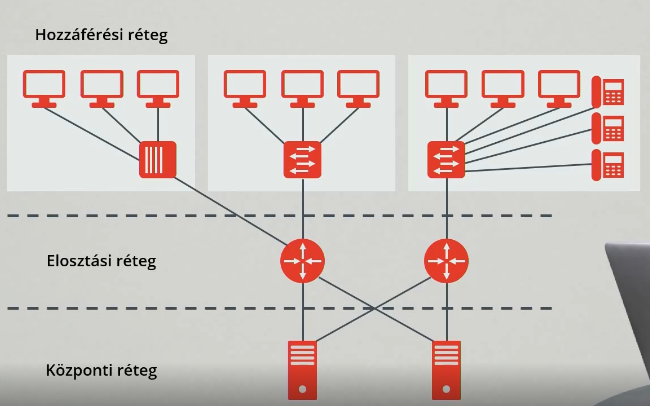 Hozzáférési réteg
Elosztási réteg
Központi réteg